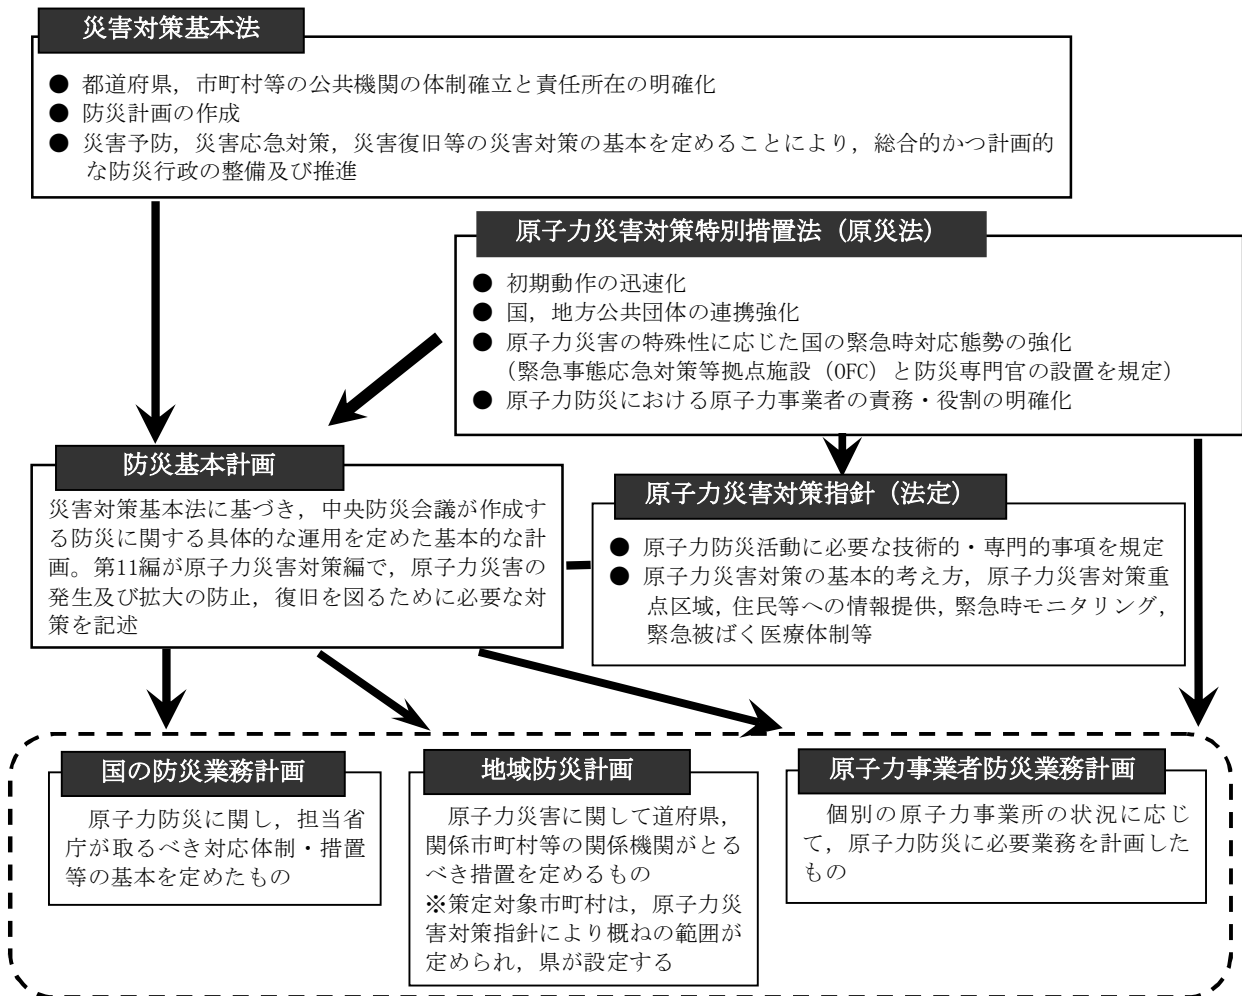 災害対策基本法
● 都道府県，市町村等の公共機関の体制確立と責任所在の明確化
● 防災計画の作成
● 災害予防，災害応急対策，災害復旧等の災害対策の基本を定めることにより，総合的かつ計画的
な防災行政の整備及び推進
原子力災害対策特別措置法（原災法）
● 初期動作の迅速化
● 国，地方公共団体の連携強化
● 原子力災害の特殊性に応じた国の緊急時対応態勢の強化
（緊急事態応急対策等拠点施設（OFC）と防災専門官の設置を規定）
● 原子力防災における原子力事業者の責務・役割の明確化
防災基本計画
災害対策基本法に基づき，中央防災会議が作成す
る防災に関する具体的な運用を定めた基本的な計
画。第11編が原子力災害対策編で，原子力災害の
発生及び拡大の防止，復旧を図るために必要な対
策を記述
原子力災害対策指針（法定）
● 原子力防災活動に必要な技術的・専門的事項を規定
● 原子力災害対策の基本的考え方，原子力災害対策重
点区域，住民等への情報提供，緊急時モニタリング，
緊急被ばく医療体制等
国の防災業務計画
原子力防災に関し，担当省
庁が取るべき対応体制・措置
等の基本を定めたもの
地域防災計画
原子力災害に関して道府県，
関係市町村等の関係機関がとる
べき措置を定めるもの
※策定対象市町村は，原子力災
害対策指針により概ねの範囲が
定められ，県が設定する
原子力事業者防災業務計画
個別の原子力事業所の状況に応じ
て，原子力防災に必要業務を計画した
もの